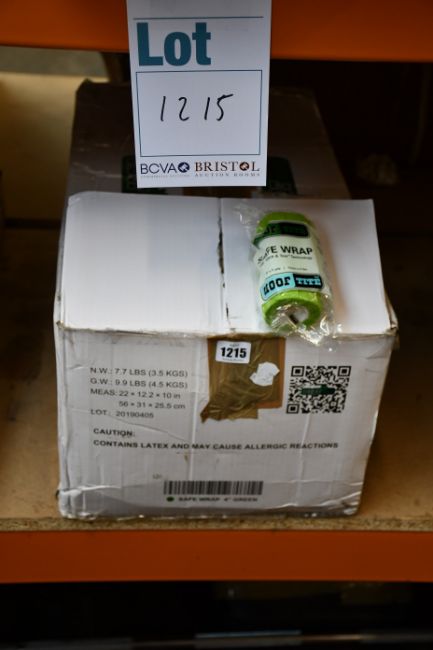 Lot
1215
BCVA BRISTOL
AUCTION ROOMS
SAFE WRAP
HOOF TITE
1215
N.W.: 7.7 LBS (3.5 KGS)
G.W.: 9.9 LBS (4.5 KGS)
MEAS: 22 × 12.2 × 10 in
56 × 31 × 25.5 cm
LOT: 20190405
CAUTION:
CONTAINS LATEX AND MAY CAUSE ALLERGIC REACTIONS
SAFE WRAP 4" GREEN